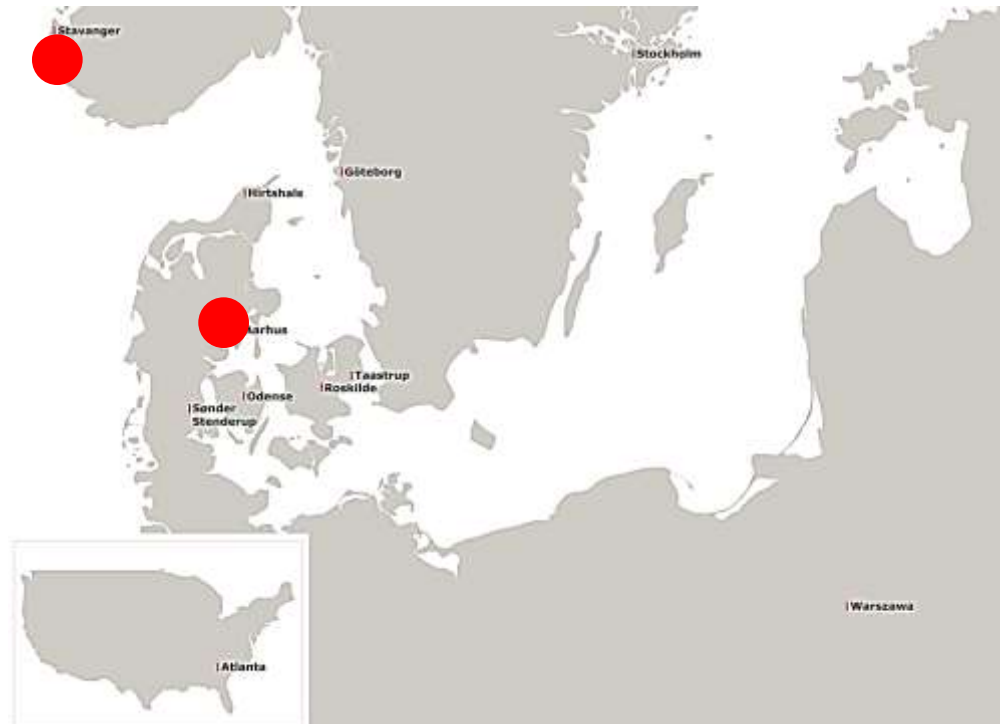 Stavanger
Stockholm
Göteborg
Hirtshals
Aarhus
Taastrup
Roskilde
Odense
Sønder
Stenderup
Warszawa
Atlanta